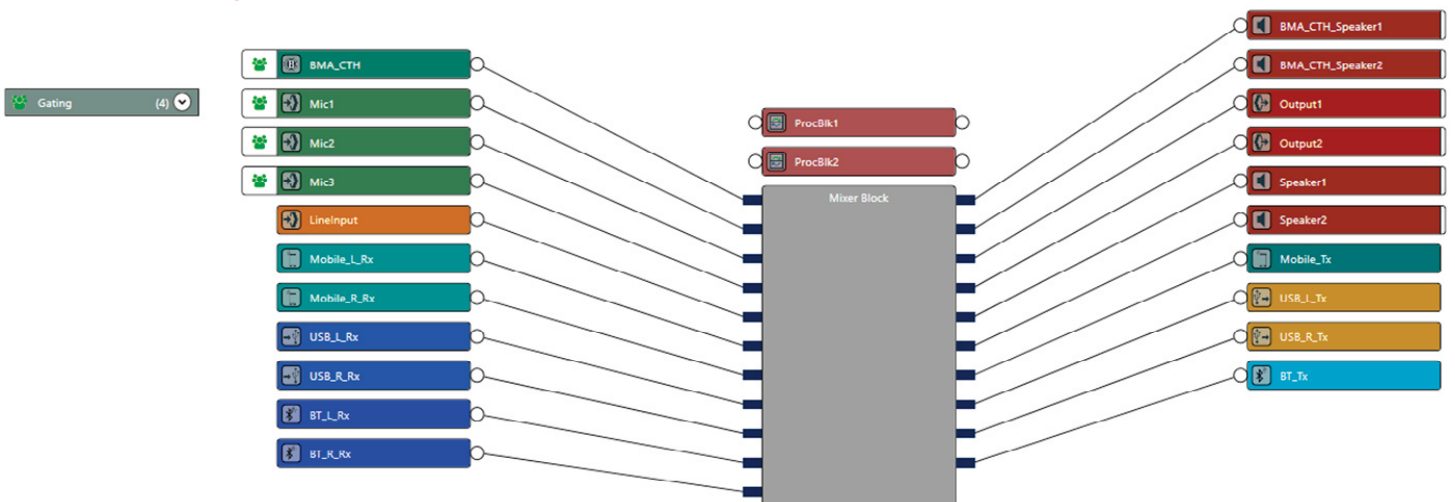 Gating (4)
BMA_CTH
Mic1
Mic2
Mic3
LineInput
Mobile_L_Rx
Mobile_R_Rx
USB_L_Rx
USB_R_Rx
BT_L_Rx
BT_R_Rx
ProcBlk1
ProcBlk2
Mixer Block
BMA_CTH_Speaker1
BMA_CTH_Speaker2
Output1
Output2
Speaker1
Speaker2
Mobile_Tx
USB_L_Tx
USB_R_Tx
BT_Tx